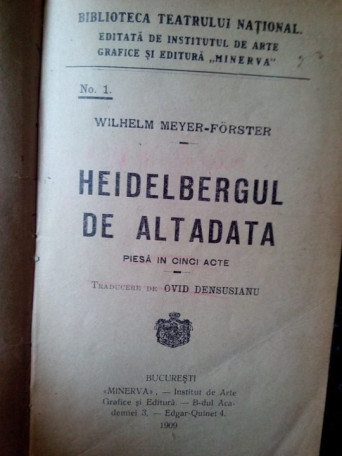 BIBLIOTECA TEATRULUI NAȚIONAL.
EDITATĂ DE INSTITUTUL DE ARTE
GRAFICE ȘI EDITURĂ „MINERVA"
No. 1.
WILHELM MEYER-FÖRSTER
HEIDELBERGUL
DE ALTADATA
PIESĂ IN CINCI ACTE
TRADUCERE DE OVID DENSUSIANU
BUCUREȘTI
«MINERVA», — Institut de Arte
Grafice și Editură. — B-dul Aca-
demiei 3. — Edgar-Quinet 4.
1909